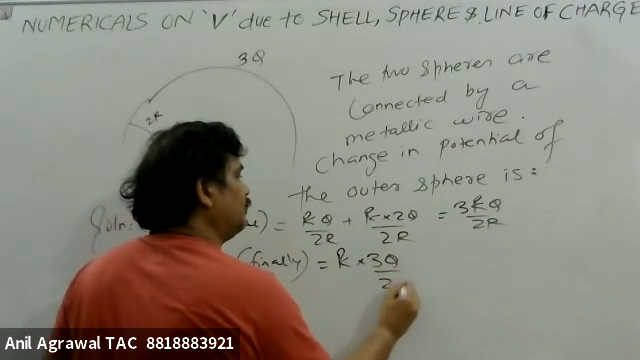 NUMERICALS ON 'V' due to SHELL, SPHERE & LINE OF CHARGE
3Q
2R
The two spheres are
connected by a
metallic wire.
Change in potential of
the outer sphere is:
Soln: = KQ/2R + K×2Q/2R = 3KQ/2R
(finally) = K × 3Q/2
Anil Agrawal TAC 8818883921